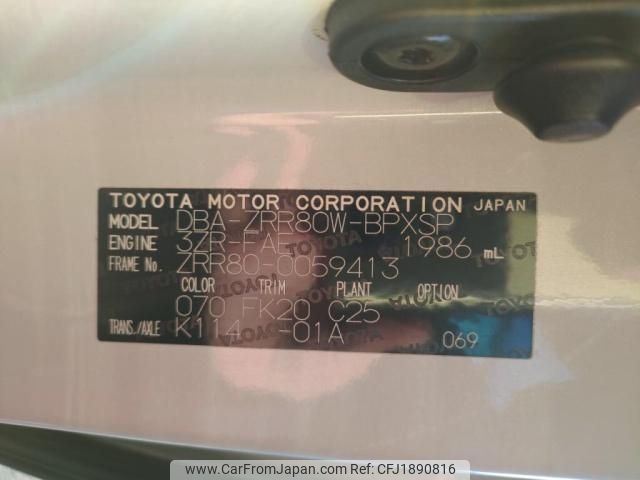 TOYOTA MOTOR CORPORATION JAPAN
MODEL DBA-ZRR80W-BPXSP
ENGINE 3ZR-FAE 1986 mL
FRAME No. ZRR80-0059413
COLOR TRIM PLANT OPTION
070 FK20 C25
TRANS./AXLE K114 -01A
069
www.CarFromJapan.com Ref Code: CFJ1890816